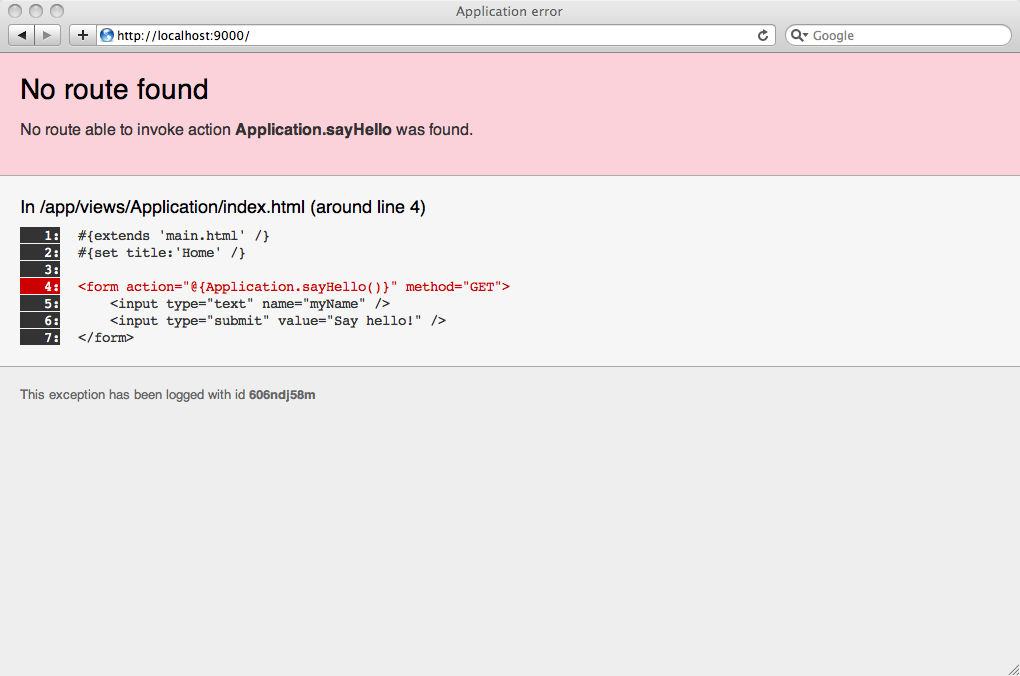 Application error
http://localhost:9000/
Google
No route found
No route able to invoke action Application.sayHello was found.
In /app/views/Application/index.html (around line 4)
1: #{extends 'main.html' /}
2: #{set title:'Home' /}
3:
4: <form action="@{Application.sayHello()}" method="GET">
5:     <input type="text" name="myName" />
6:     <input type="submit" value="Say hello!" />
7: </form>
This exception has been logged with id 606ndj58m